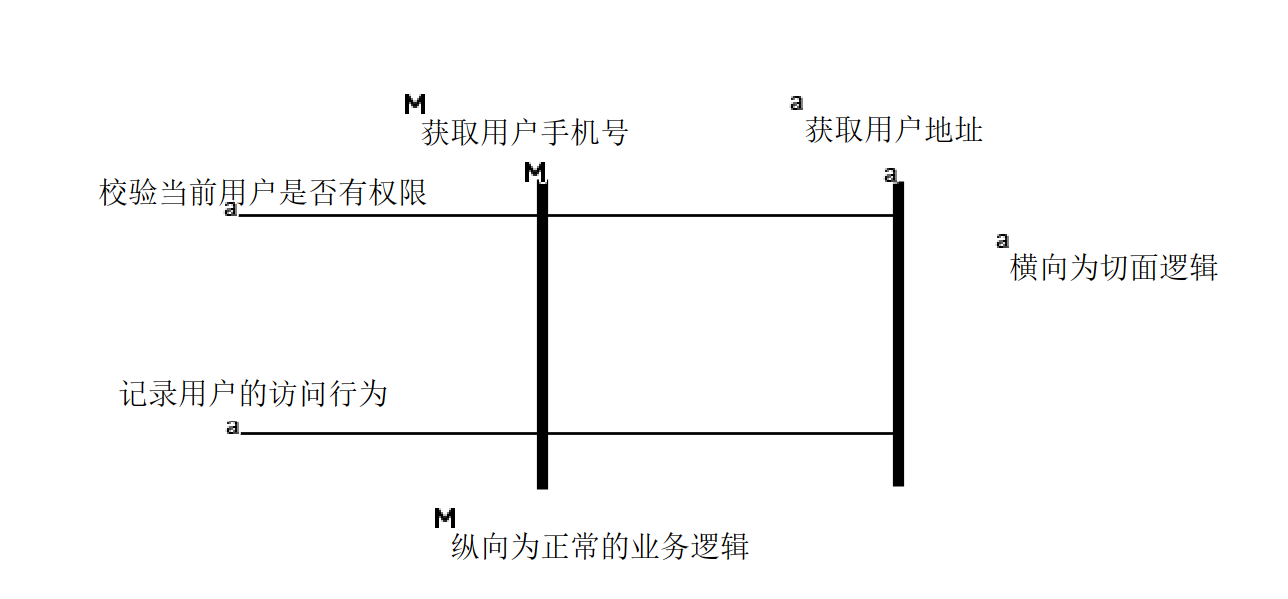 M
a
获取用户手机号
获取用户地址
M
a
校验当前用户是否有权限
a
a
横向为切面逻辑
记录用户的访问行为
a
M
纵向为正常的业务逻辑